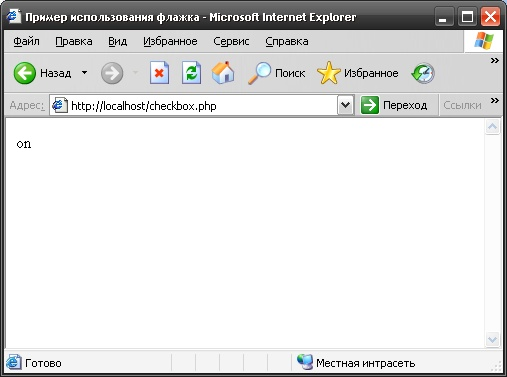 Пример использования флажка - Microsoft Internet Explorer
Файл Правка Вид Избранное Сервис Справка
Назад Поиск Избранное »
Адрес: http://localhost/checkbox.php Переход Ссылки »
on
Готово Местная интрасеть